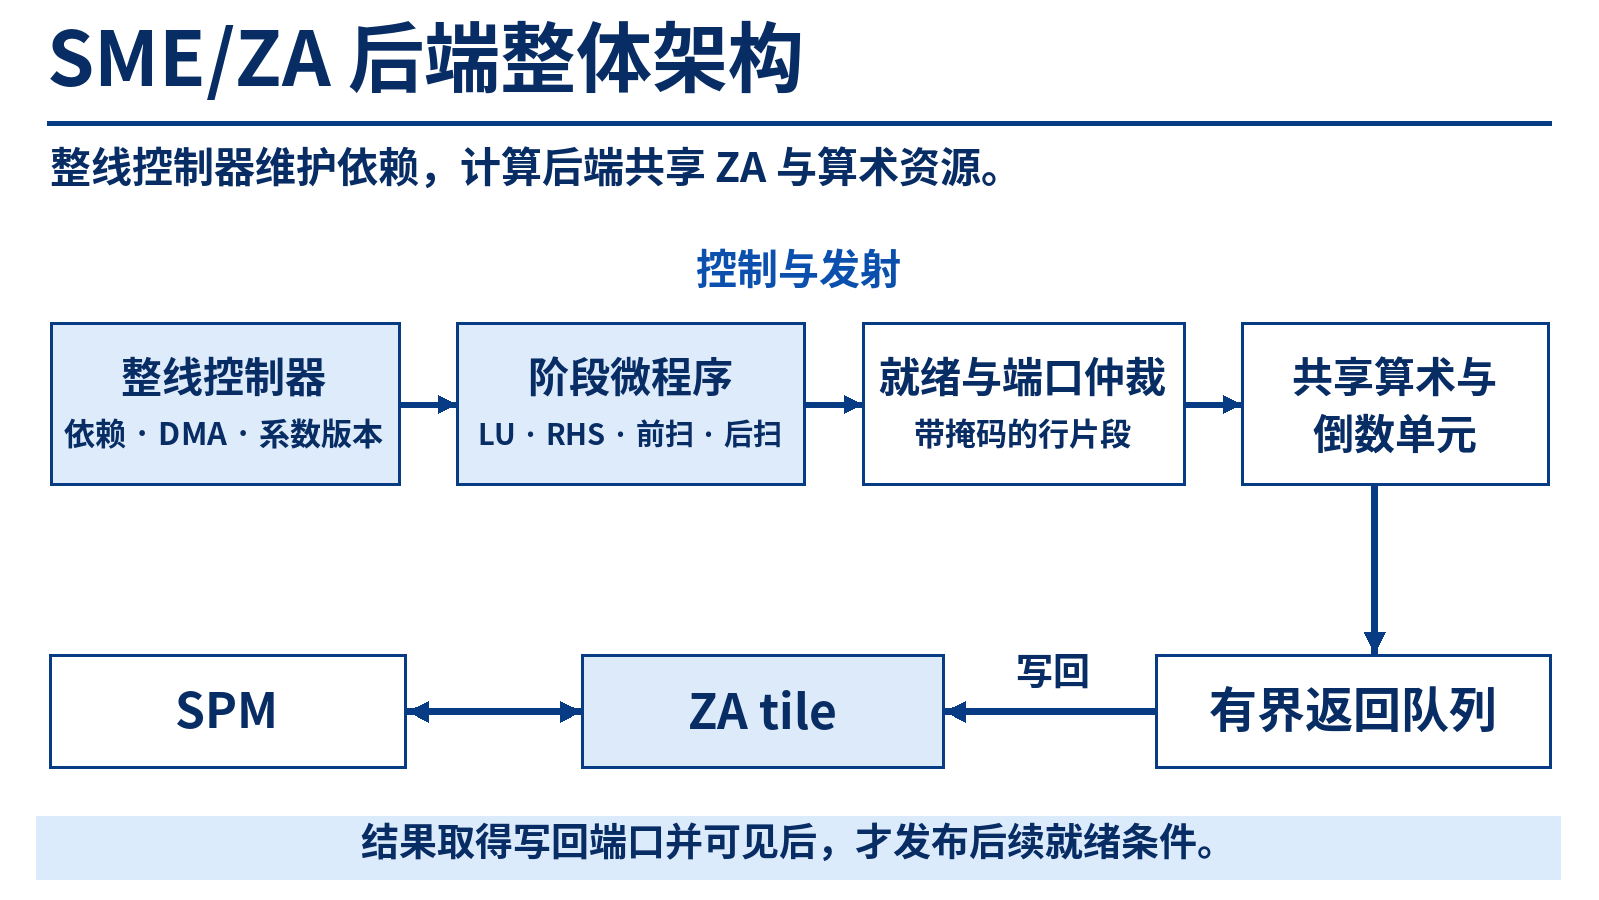 SME/ZA 后端整体架构
整线控制器维护依赖，计算后端共享 ZA 与算术资源。
控制与发射
整线控制器
依赖 · DMA · 系数版本
阶段微程序
LU · RHS · 前扫 · 后扫
就绪与端口仲裁
带掩码的行片段
共享算术与
倒数单元
SPM
ZA tile
写回
有界返回队列
结果取得写回端口并可见后，才发布后续就绪条件。